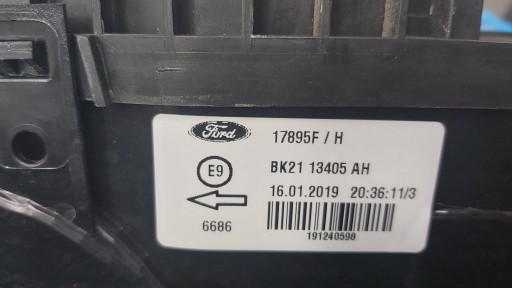 Ford
17895F / H
E9
BK21 13405 AH
16.01.2019 20:36:11/3
6686
191240598